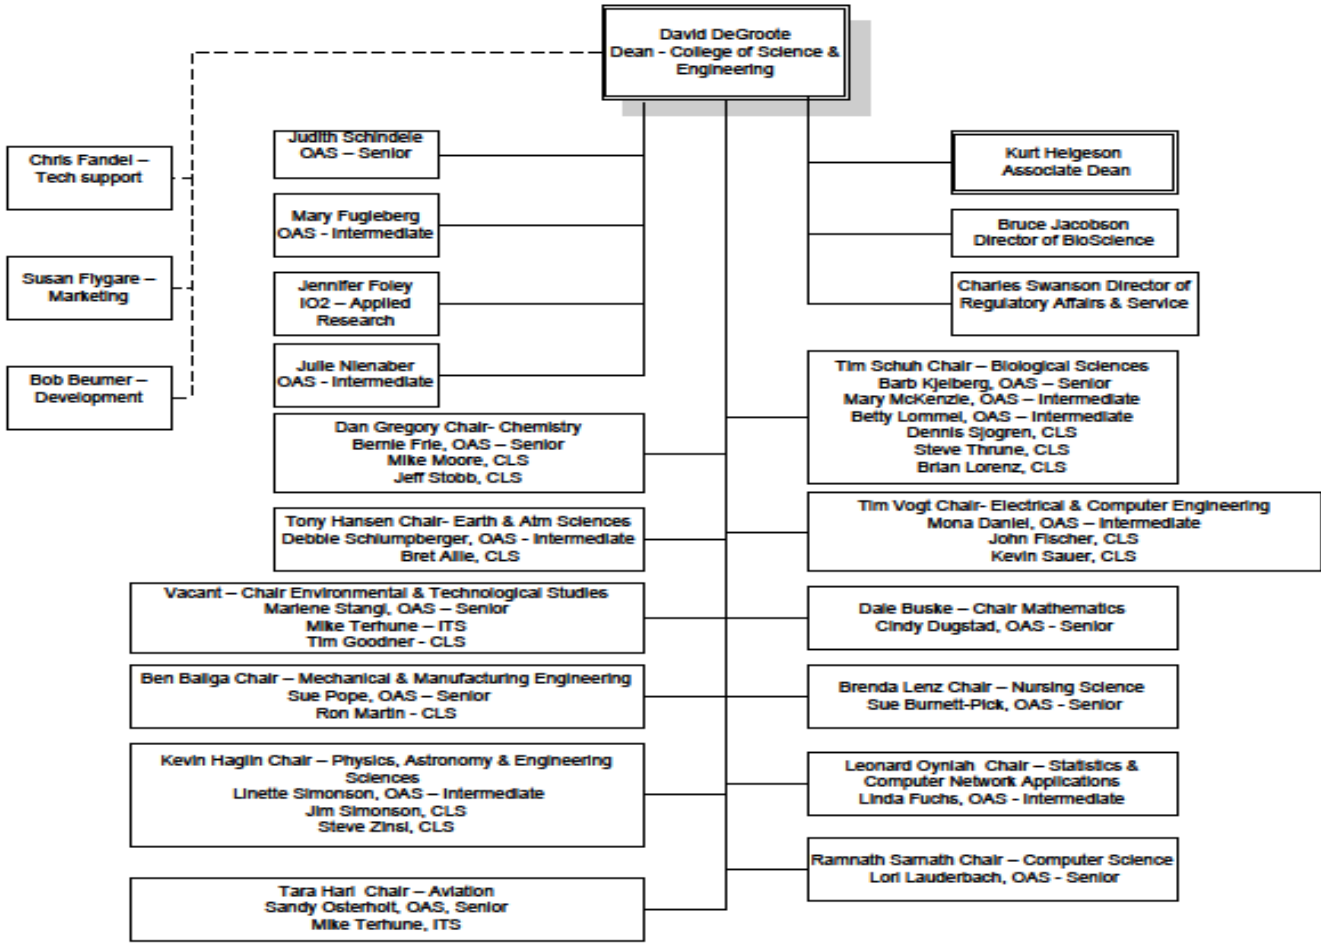 David DeGroote
Dean - College of Science &
Engineering
Chris Fandel –
Tech support
Susan Flygare –
Marketing
Bob Beumer –
Development
Judith Schindele
OAS – Senior
Mary Fugleberg
OAS - Intermediate
Jennifer Foley
IO2 – Applied
Research
Julie Nienaber
OAS - Intermediate
Kurt Helgeson
Associate Dean
Bruce Jacobson
Director of BioScience
Charles Swanson Director of
Regulatory Affairs & Service
Dan Gregory Chair- Chemistry
Bernie Frie, OAS – Senior
Mike Moore, CLS
Jeff Stobb, CLS
Tony Hansen Chair- Earth & Atm Sciences
Debbie Schlumpberger, OAS - Intermediate
Bret Allie, CLS
Vacant – Chair Environmental & Technological Studies
Marlene Stangl, OAS – Senior
Mike Terhune – ITS
Tim Goodner - CLS
Ben Baliga Chair – Mechanical & Manufacturing Engineering
Sue Pope, OAS – Senior
Ron Martin - CLS
Kevin Haglin Chair – Physics, Astronomy & Engineering
Sciences
Linette Simonson, OAS – Intermediate
Jim Simonson, CLS
Steve Zinsl, CLS
Tara Harl Chair – Aviation
Sandy Osterholt, OAS, Senior
Mike Terhune, ITS
Tim Schuh Chair – Biological Sciences
Barb Kjelberg, OAS – Senior
Mary McKenzie, OAS – Intermediate
Betty Lommel, OAS – Intermediate
Dennis Sjogren, CLS
Steve Thrune, CLS
Brian Lorenz, CLS
Tim Vogt Chair- Electrical & Computer Engineering
Mona Daniel, OAS – Intermediate
John Fischer, CLS
Kevin Sauer, CLS
Dale Buske – Chair Mathematics
Cindy Dugstad, OAS - Senior
Brenda Lenz Chair – Nursing Science
Sue Burnett-Pick, OAS - Senior
Leonard Oyniah Chair – Statistics &
Computer Network Applications
Linda Fuchs, OAS - Intermediate
Ramnath Sarnath Chair – Computer Science
Lori Lauderbach, OAS - Senior